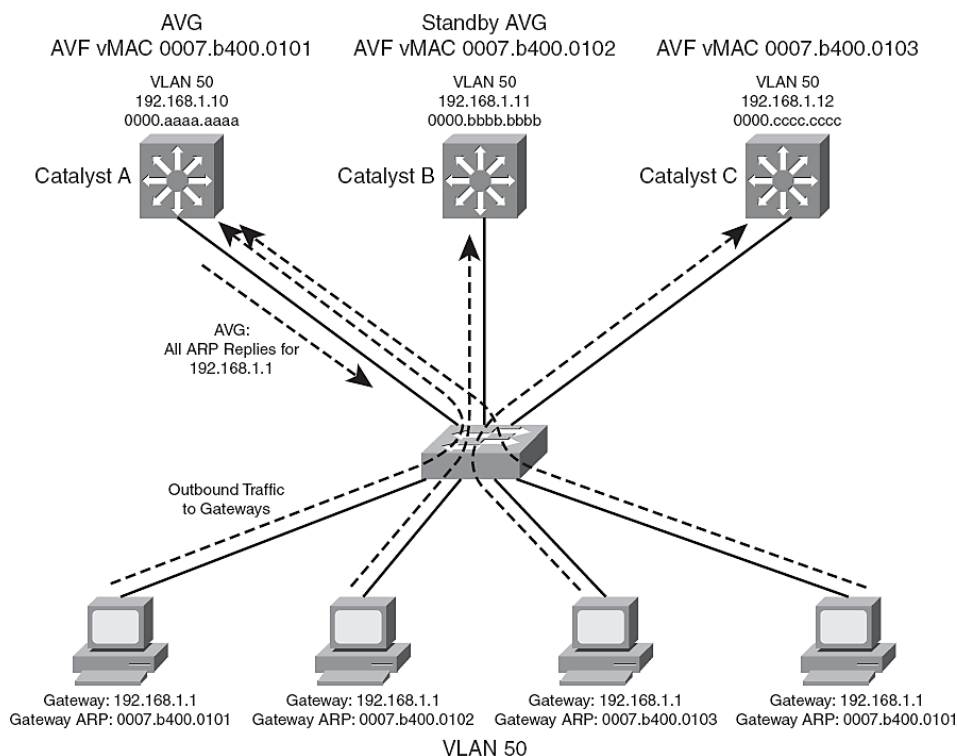 AVG
AVF vMAC 0007.b400.0101
Standby AVG
AVF vMAC 0007.b400.0102
AVF vMAC 0007.b400.0103
VLAN 50
192.168.1.10
0000.aaaa.aaaa
VLAN 50
192.168.1.11
0000.bbbb.bbbb
VLAN 50
192.168.1.12
0000.cccc.cccc
Catalyst A
Catalyst B
Catalyst C
AVG:
All ARP Replies for
192.168.1.1
Outbound Traffic
to Gateways
Gateway: 192.168.1.1
Gateway ARP: 0007.b400.0101
Gateway: 192.168.1.1
Gateway ARP: 0007.b400.0102
Gateway: 192.168.1.1
Gateway ARP: 0007.b400.0103
Gateway: 192.168.1.1
Gateway ARP: 0007.b400.0101
VLAN 50